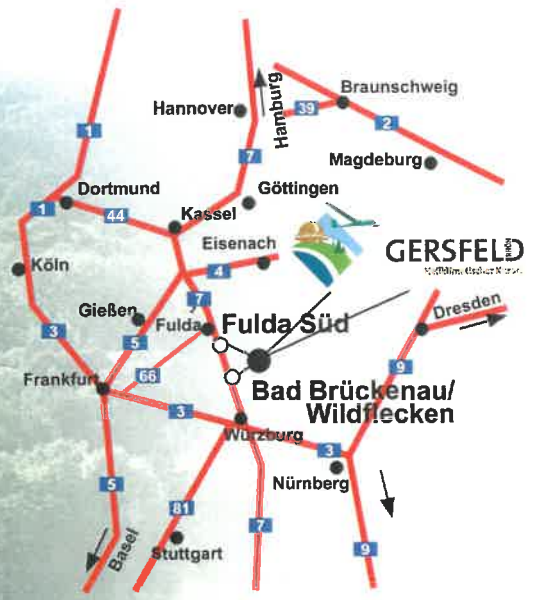 1
Hannover
Hamburg
39
Braunschweig
2
7
Magdeburg
Dortmund
1
44
Göttingen
Kassel
Eisenach
4
GERSFELD
RHÖN
Köln
7
Gießen
Fulda
Fulda Süd
Dresden
3
5
66
9
Frankfurt
Bad Brückenau/
Wildflecken
3
Würzburg
3
Nürnberg
5
81
7
9
Basel
Stuttgart